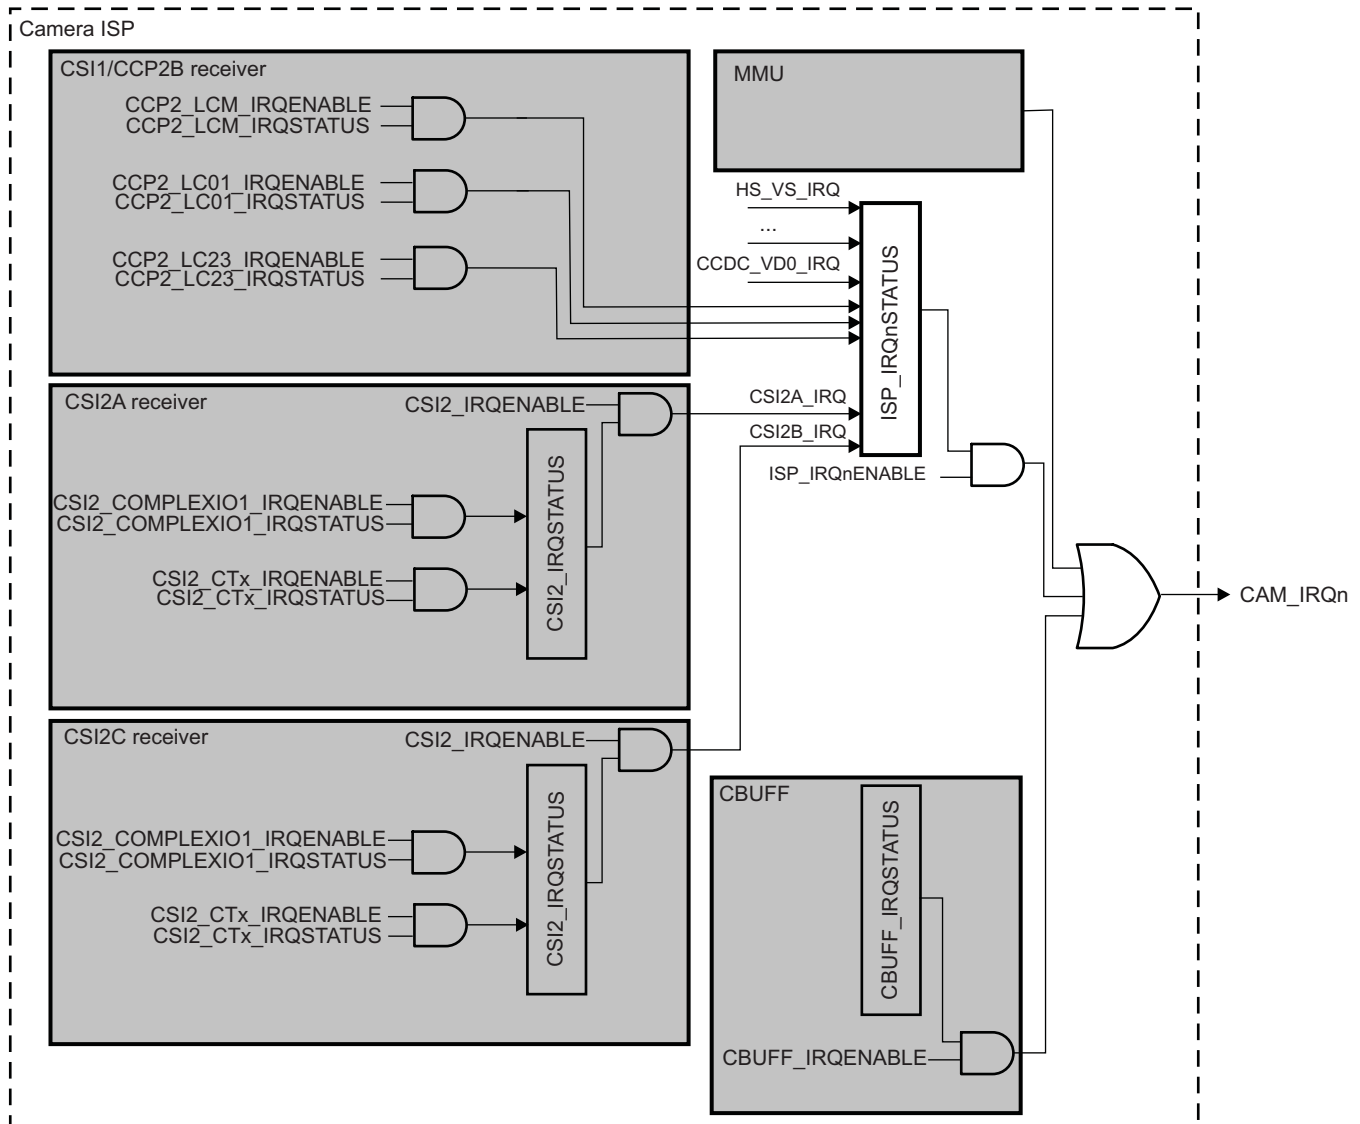 Camera ISP
CSI1/CCP2B receiver
CCP2_LCM_IRQENABLE
CCP2_LCM_IRQSTATUS
CCP2_LC01_IRQENABLE
CCP2_LC01_IRQSTATUS
CCP2_LC23_IRQENABLE
CCP2_LC23_IRQSTATUS
MMU
HS_VS_IRQ
...
CCDC_VD0_IRQ
ISP_IRQnSTATUS
CSI2A_IRQ
CSI2B_IRQ
ISP_IRQnENABLE
CSI2A receiver
CSI2_IRQENABLE
CSI2_COMPLEXIO1_IRQENABLE
CSI2_COMPLEXIO1_IRQSTATUS
CSI2_CTx_IRQENABLE
CSI2_CTx_IRQSTATUS
CSI2_IRQSTATUS
CAM_IRQn
CSI2C receiver
CSI2_IRQENABLE
CSI2_COMPLEXIO1_IRQENABLE
CSI2_COMPLEXIO1_IRQSTATUS
CSI2_CTx_IRQENABLE
CSI2_CTx_IRQSTATUS
CSI2_IRQSTATUS
CBUFF
CBUFF_IRQSTATUS
CBUFF_IRQENABLE